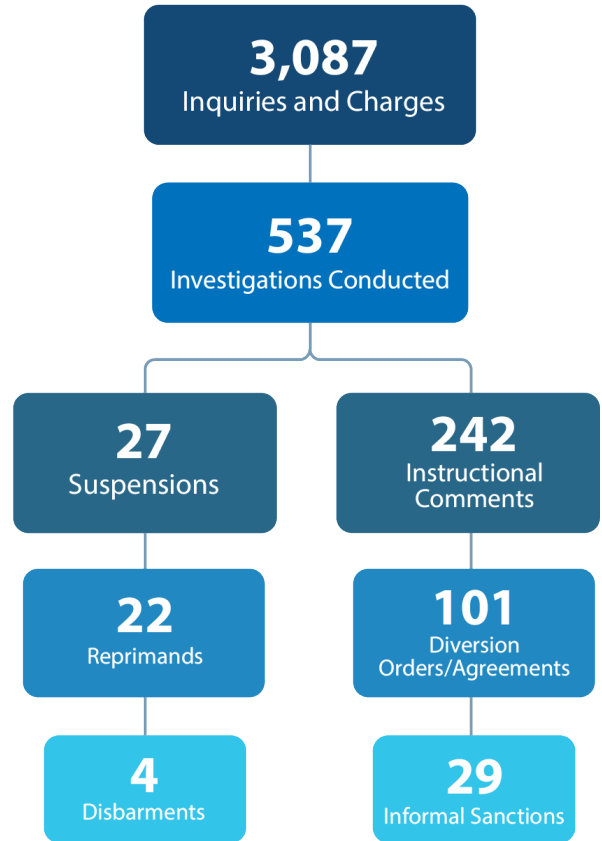 3,087
Inquiries and Charges
537
Investigations Conducted
27
Suspensions
242
Instructional
Comments
22
Reprimands
101
Diversion
Orders/Agreements
4
Disbarments
29
Informal Sanctions